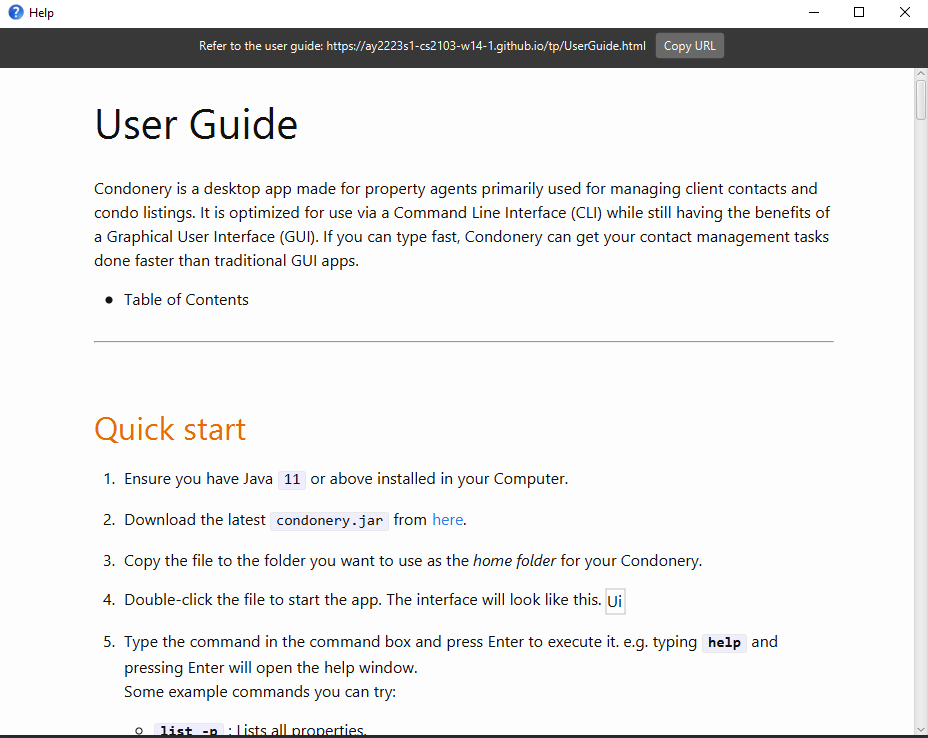 Help
Refer to the user guide: https://ay2223s1-cs2103-w14-1.github.io/tp/UserGuide.html Copy URL
User Guide
Condonery is a desktop app made for property agents primarily used for managing client contacts and
condo listings. It is optimized for use via a Command Line Interface (CLI) while still having the benefits of
a Graphical User Interface (GUI). If you can type fast, Condonery can get your contact management tasks
done faster than traditional GUI apps.
• Table of Contents
Quick start
1. Ensure you have Java 11 or above installed in your Computer.
2. Download the latest condonery.jar from here.
3. Copy the file to the folder you want to use as the home folder for your Condonery.
4. Double-click the file to start the app. The interface will look like this. Ui
5. Type the command in the command box and press Enter to execute it. e.g. typing help and
pressing Enter will open the help window.
Some example commands you can try:
list -p : Lists all properties.